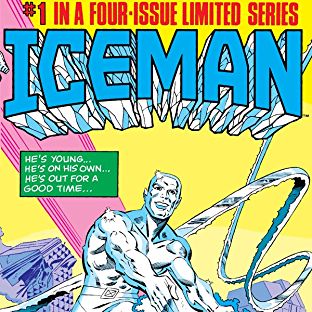 #1 IN A FOUR-ISSUE LIMITED SERIES
ICEMAN
HE'S YOUNG...
HE'S ON HIS OWN...
HE'S OUT FOR A
GOOD TIME...